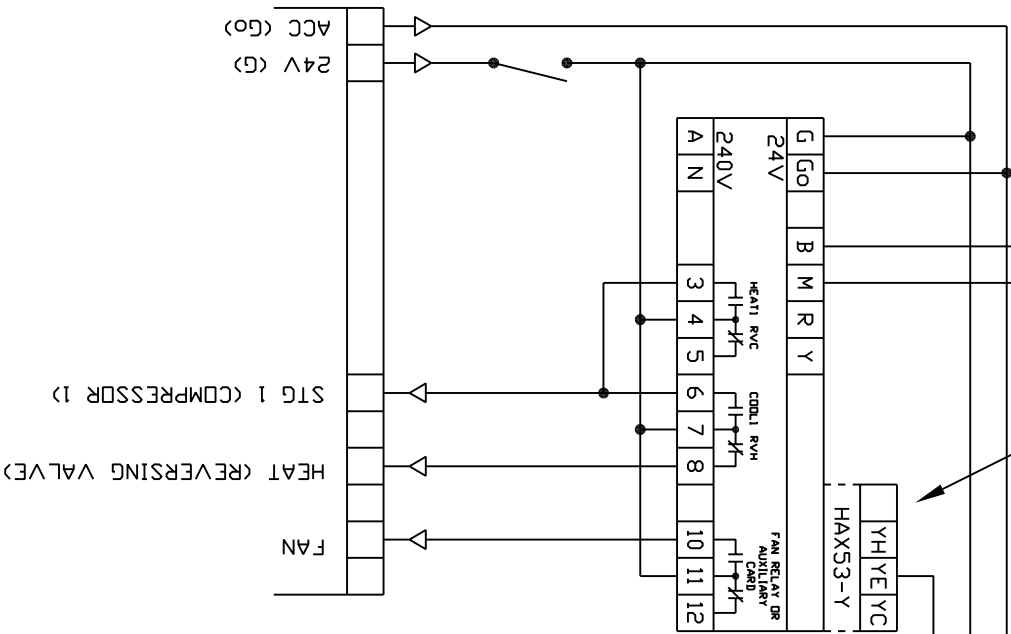 ACC (Go)
24V (G)
STG 1 (COMPRESSOR 1)
HEAT (REVERSING VALVE)
FAN
A
N
3
4
5
6
7
8
10
11
12
240V
24V
G
Go
B
M
R
Y
HEAT1 RVC
COOL1 RVH
FAN RELAY OR
AUXILIARY
CARD
HAX53-Y
YH
YE
YC